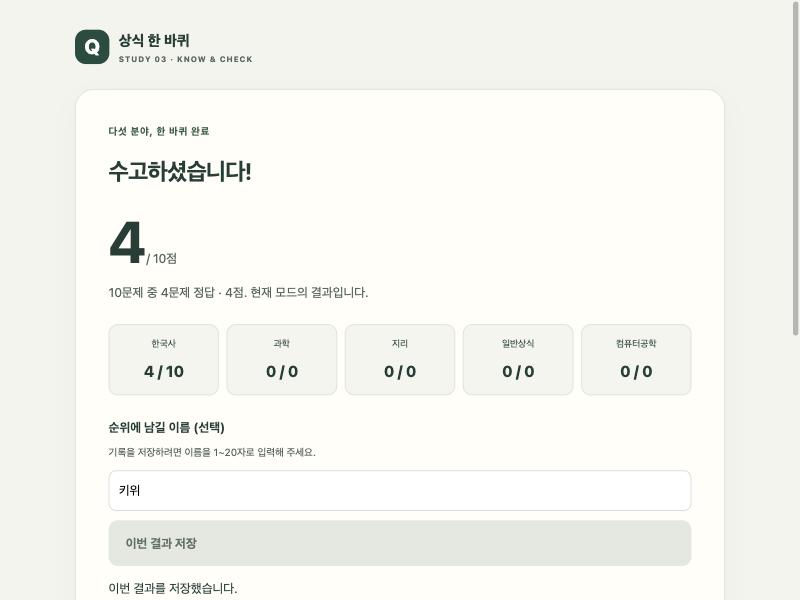 Q
상식 한 바퀴
STUDY 03 · KNOW & CHECK
다섯 분야, 한 바퀴 완료
수고하셨습니다!
4 / 10점
10문제 중 4문제 정답 · 4점. 현재 모드의 결과입니다.
한국사 과학 지리 일반상식 컴퓨터공학
4 / 10 0 / 0 0 / 0 0 / 0 0 / 0
순위에 남길 이름 (선택)
기록을 저장하려면 이름을 1~20자로 입력해 주세요.
키위
이번 결과 저장
이번 결과를 저장했습니다.